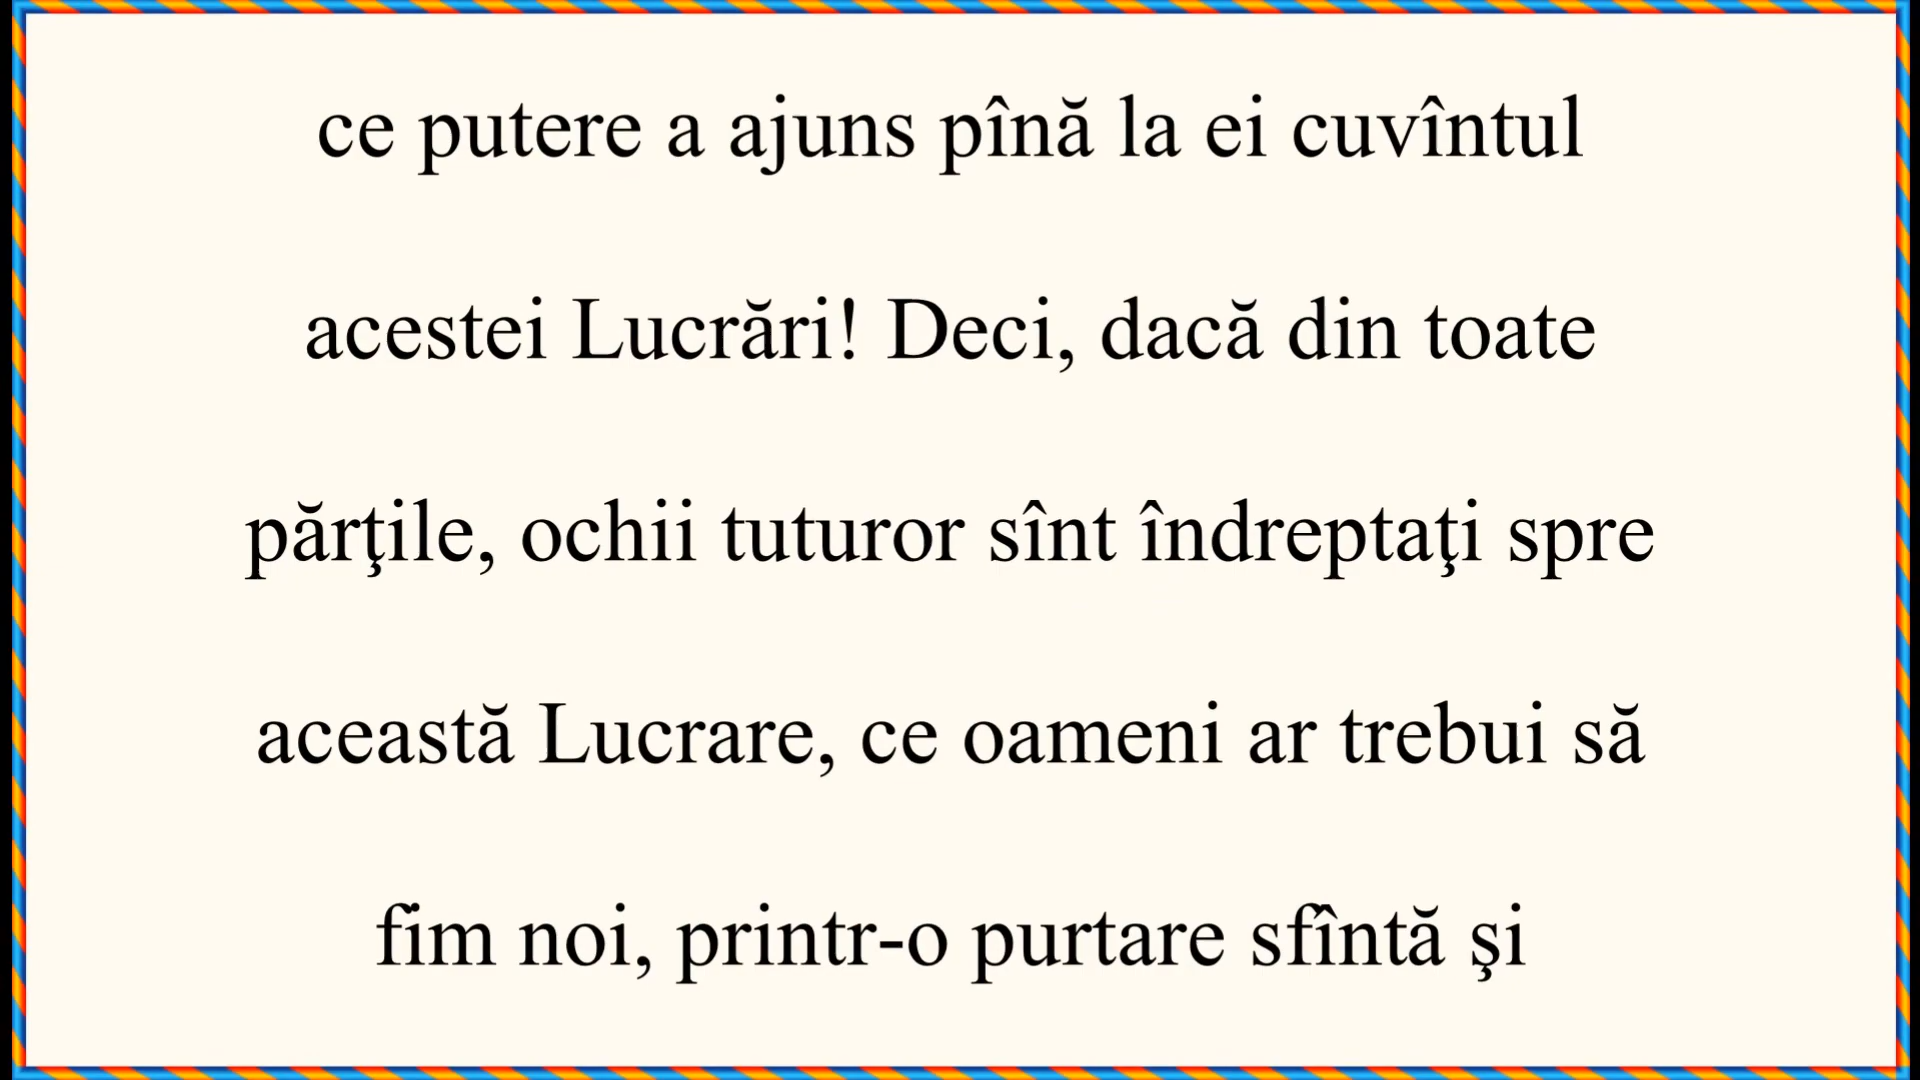 ce putere a ajuns pînă la ei cuvîntul
acestei Lucrări! Deci, dacă din toate
părţile, ochii tuturor sînt îndreptaţi spre
această Lucrare, ce oameni ar trebui să
fim noi, printr-o purtare sfîntă şi